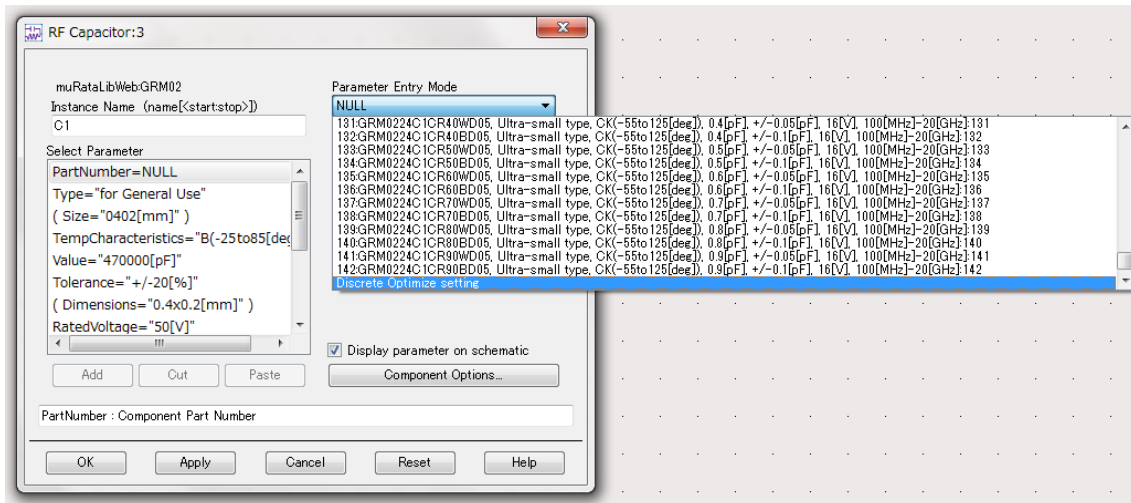 RF Capacitor:3
muRataLibWeb:GRM02
Instance Name (name[<start:stop>])
C1
Select Parameter
PartNumber=NULL
Type="for General Use"
( Size="0402[mm]" )
TempCharacteristics="B(-25to85[deg
Value="470000[pF]"
Tolerance="+/-20[%]"
( Dimensions="0.4x0.2[mm]" )
RatedVoltage="50[V]"
Add Cut Paste
Parameter Entry Mode
NULL
131:GRM0224C1CR40WD05, Ultra-small type, CK(-55to125[deg]), 0.4[pF], +/-0.05[pF], 16[V], 100[MHz]-20[GHz]:131
132:GRM0224C1CR40BD05, Ultra-small type, CK(-55to125[deg]), 0.4[pF], +/-0.1[pF], 16[V], 100[MHz]-20[GHz]:132
133:GRM0224C1CR50WD05, Ultra-small type, CK(-55to125[deg]), 0.5[pF], +/-0.05[pF], 16[V], 100[MHz]-20[GHz]:133
134:GRM0224C1CR50BD05, Ultra-small type, CK(-55to125[deg]), 0.5[pF], +/-0.1[pF], 16[V], 100[MHz]-20[GHz]:134
135:GRM0224C1CR60WD05, Ultra-small type, CK(-55to125[deg]), 0.6[pF], +/-0.05[pF], 16[V], 100[MHz]-20[GHz]:135
136:GRM0224C1CR60BD05, Ultra-small type, CK(-55to125[deg]), 0.6[pF], +/-0.1[pF], 16[V], 100[MHz]-20[GHz]:136
137:GRM0224C1CR70WD05, Ultra-small type, CK(-55to125[deg]), 0.7[pF], +/-0.05[pF], 16[V], 100[MHz]-20[GHz]:137
138:GRM0224C1CR70BD05, Ultra-small type, CK(-55to125[deg]), 0.7[pF], +/-0.1[pF], 16[V], 100[MHz]-20[GHz]:138
139:GRM0224C1CR80WD05, Ultra-small type, CK(-55to125[deg]), 0.8[pF], +/-0.05[pF], 16[V], 100[MHz]-20[GHz]:139
140:GRM0224C1CR80BD05, Ultra-small type, CK(-55to125[deg]), 0.8[pF], +/-0.1[pF], 16[V], 100[MHz]-20[GHz]:140
141:GRM0224C1CR90WD05, Ultra-small type, CK(-55to125[deg]), 0.9[pF], +/-0.05[pF], 16[V], 100[MHz]-20[GHz]:141
142:GRM0224C1CR90BD05, Ultra-small type, CK(-55to125[deg]), 0.9[pF], +/-0.1[pF], 16[V], 100[MHz]-20[GHz]:142
Discrete Optimize setting
Display parameter on schematic
Component Options...
PartNumber : Component Part Number
OK Apply Cancel Reset Help